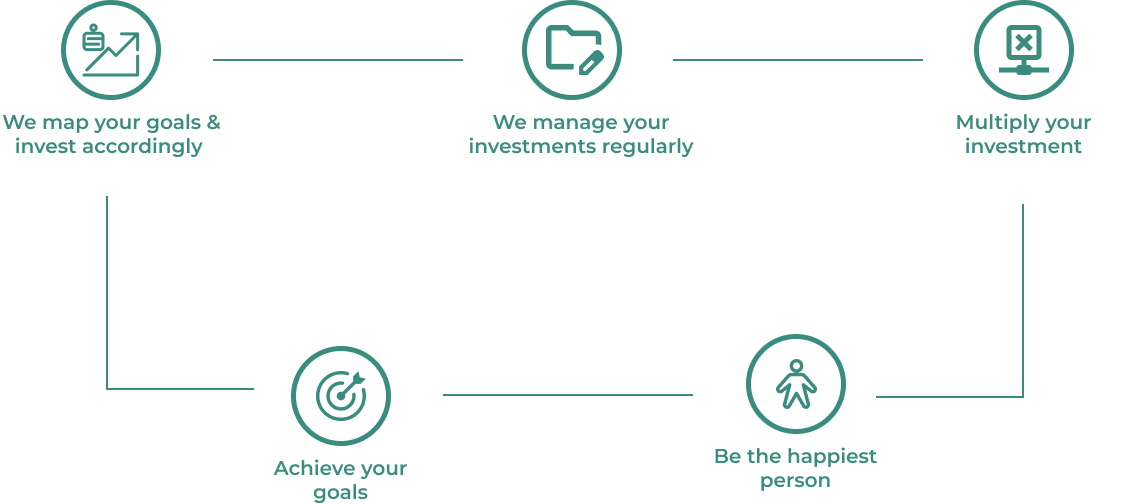 We map your goals &
invest accordingly
We manage your
investments regularly
Multiply your
investment
Achieve your
goals
Be the happiest
person